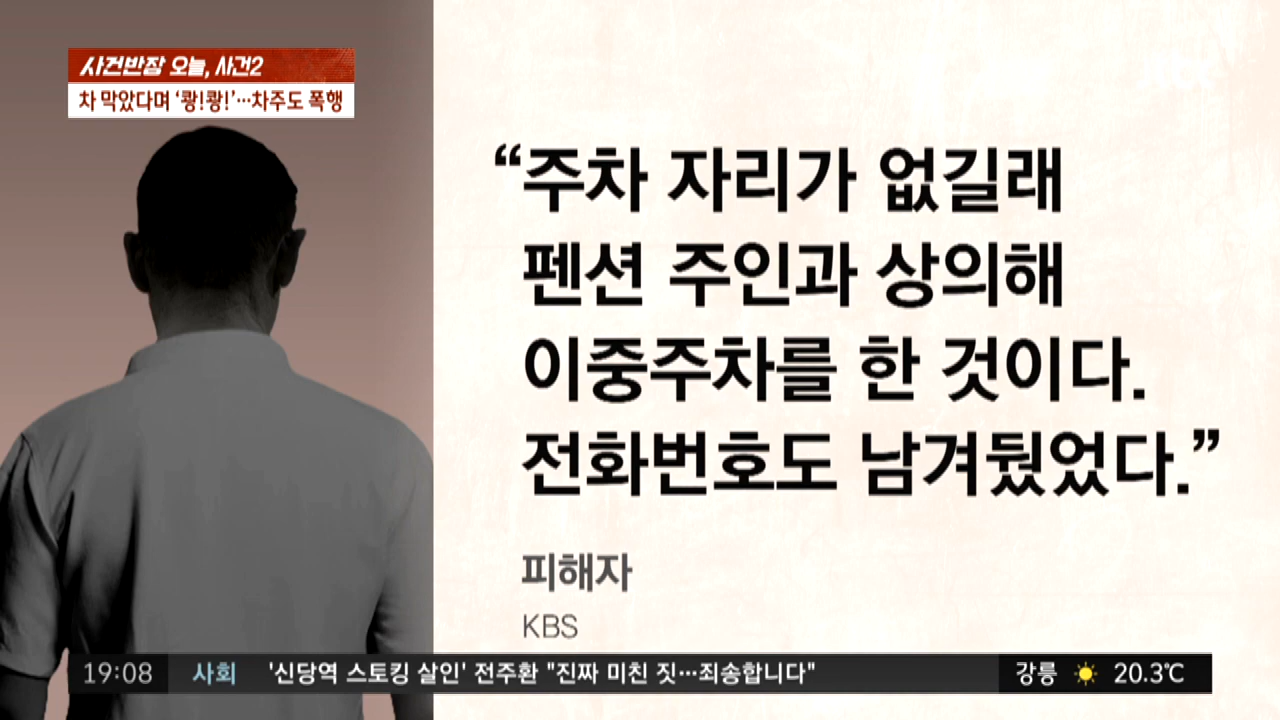 사건반장 오늘, 사건2
차 막았다며 ‘쾅!쾅!’…차주도 폭행
“주차 자리가 없길래
펜션 주인과 상의해
이중주차를 한 것이다.
전화번호도 남겨뒀었다.”
피해자
KBS
19:08 사회 '신당역 스토킹 살인' 전주환 "진짜 미친 짓…죄송합니다" 강릉 20.3℃